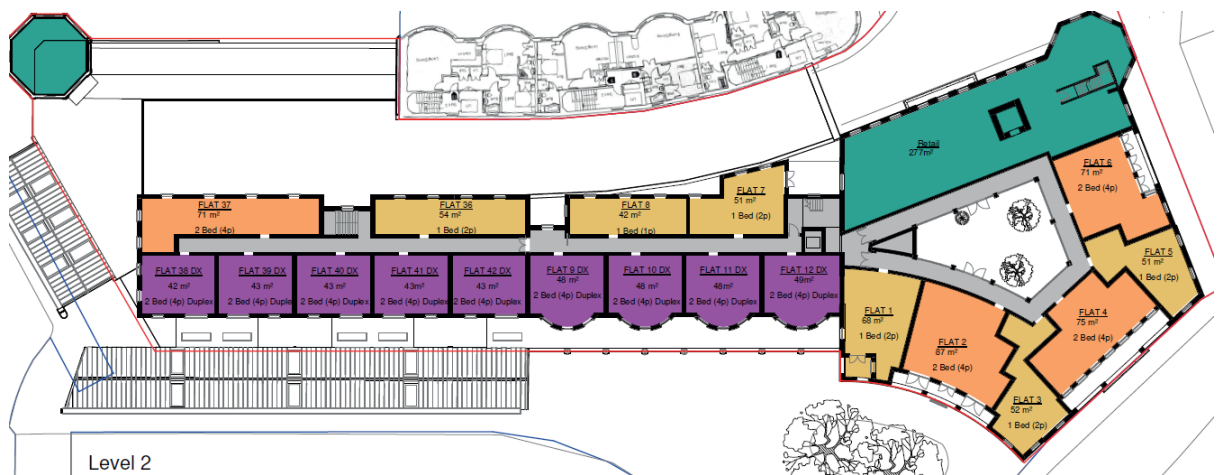 Retail
277m²
FLAT 6
71 m²
2 Bed (4p)
FLAT 7
51 m²
1 Bed (2p)
FLAT 37
71 m²
2 Bed (4p)
FLAT 36
54 m²
1 Bed (2p)
FLAT 8
42 m²
1 Bed (1p)
FLAT 5
51 m²
1 Bed (2p)
FLAT 38 DX
42 m²
2 Bed (4p) Duplex
FLAT 39 DX
43 m²
2 Bed (4p) Duplex
FLAT 40 DX
43 m²
2 Bed (4p) Duplex
FLAT 41 DX
43m²
2 Bed (4p) Duplex
FLAT 42 DX
43 m²
2 Bed (4p) Duplex
FLAT 9 DX
48 m²
2 Bed (4p) Duplex
FLAT 10 DX
48 m²
2 Bed (4p) Duplex
FLAT 11 DX
48m²
2 Bed (4p) Duplex
FLAT 12 DX
49m²
2 Bed (4p) Duplex
FLAT 1
68 m²
1 Bed (2p)
FLAT 2
87 m²
2 Bed (4p)
FLAT 4
75 m²
2 Bed (4p)
FLAT 3
52 m²
1 Bed (2p)
Level 2